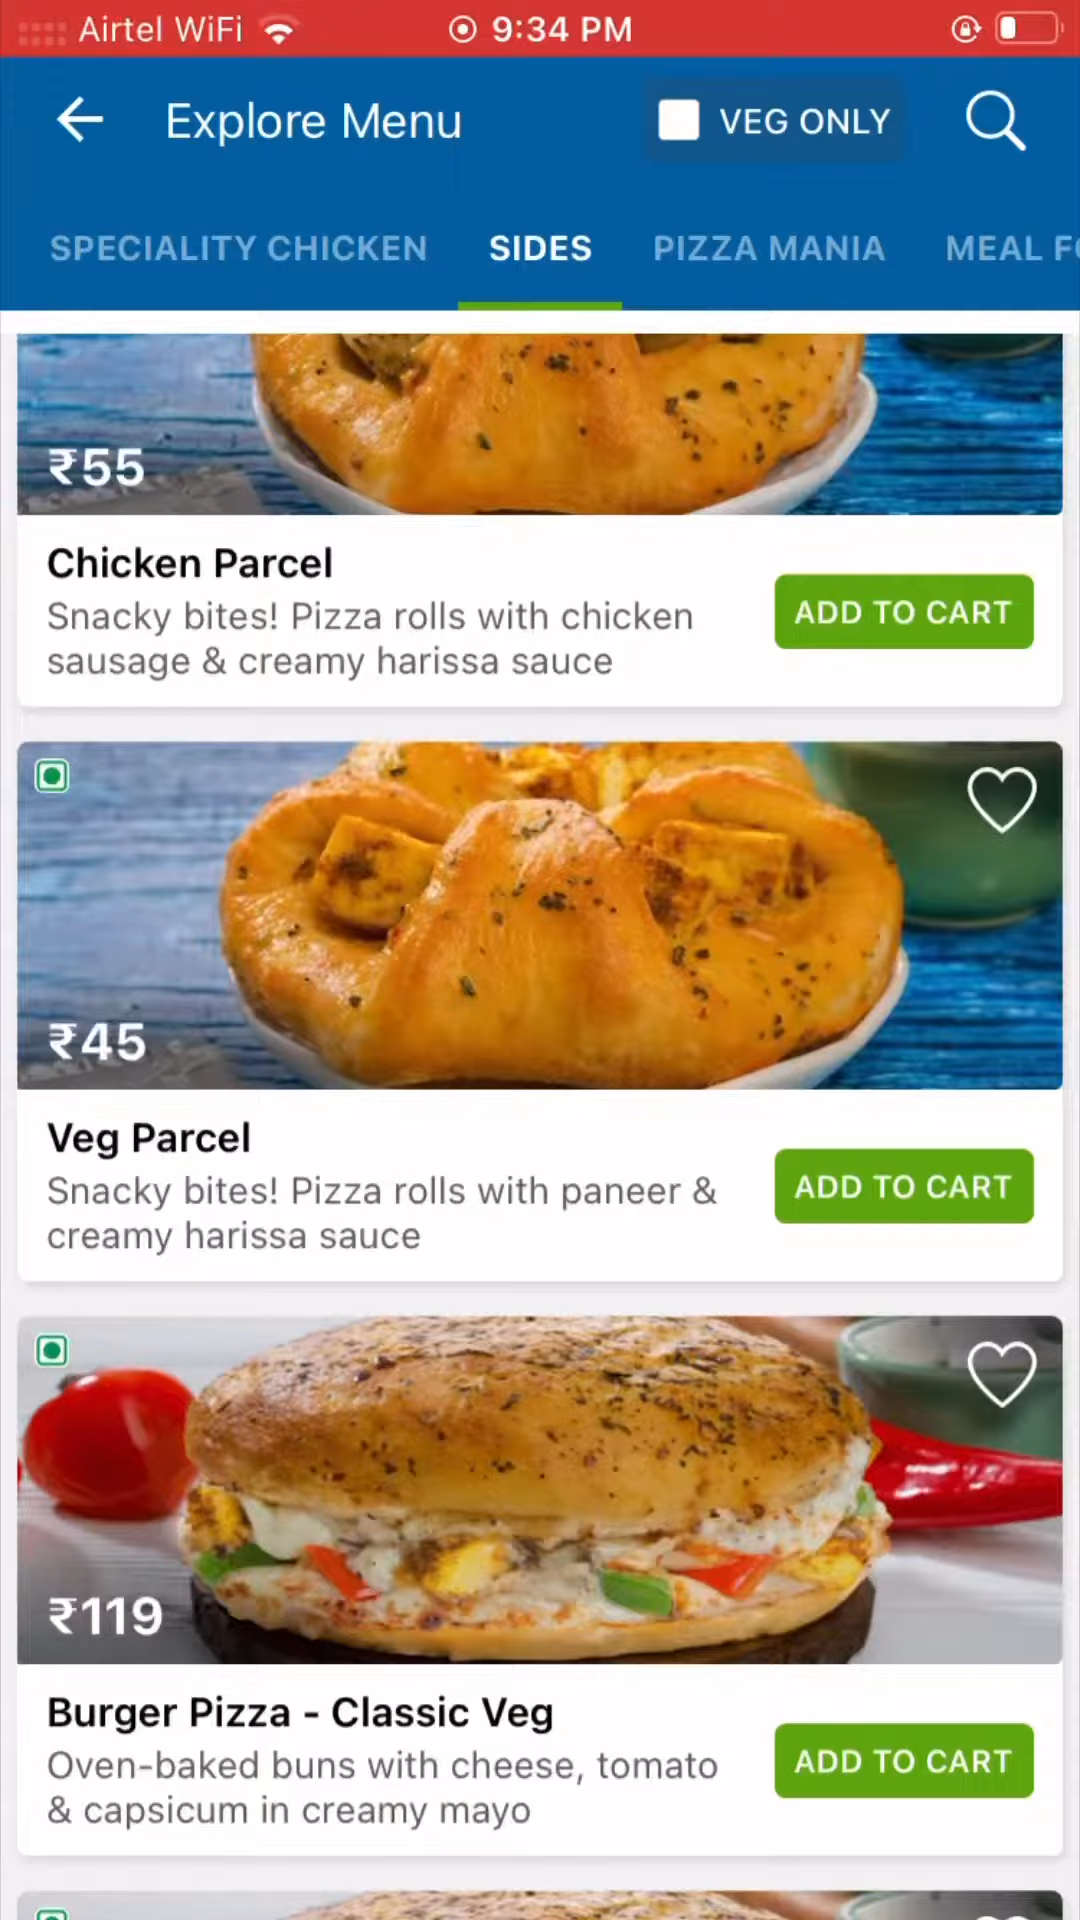 Airtel WiFi
9:34 PM
Explore Menu
VEG ONLY
SPECIALITY CHICKEN
SIDES
PIZZA MANIA
MEAL F
₹55
Chicken Parcel
Snacky bites! Pizza rolls with chicken
sausage & creamy harissa sauce
ADD TO CART
₹45
Veg Parcel
Snacky bites! Pizza rolls with paneer &
creamy harissa sauce
ADD TO CART
₹119
Burger Pizza - Classic Veg
Oven-baked buns with cheese, tomato
& capsicum in creamy mayo
ADD TO CART